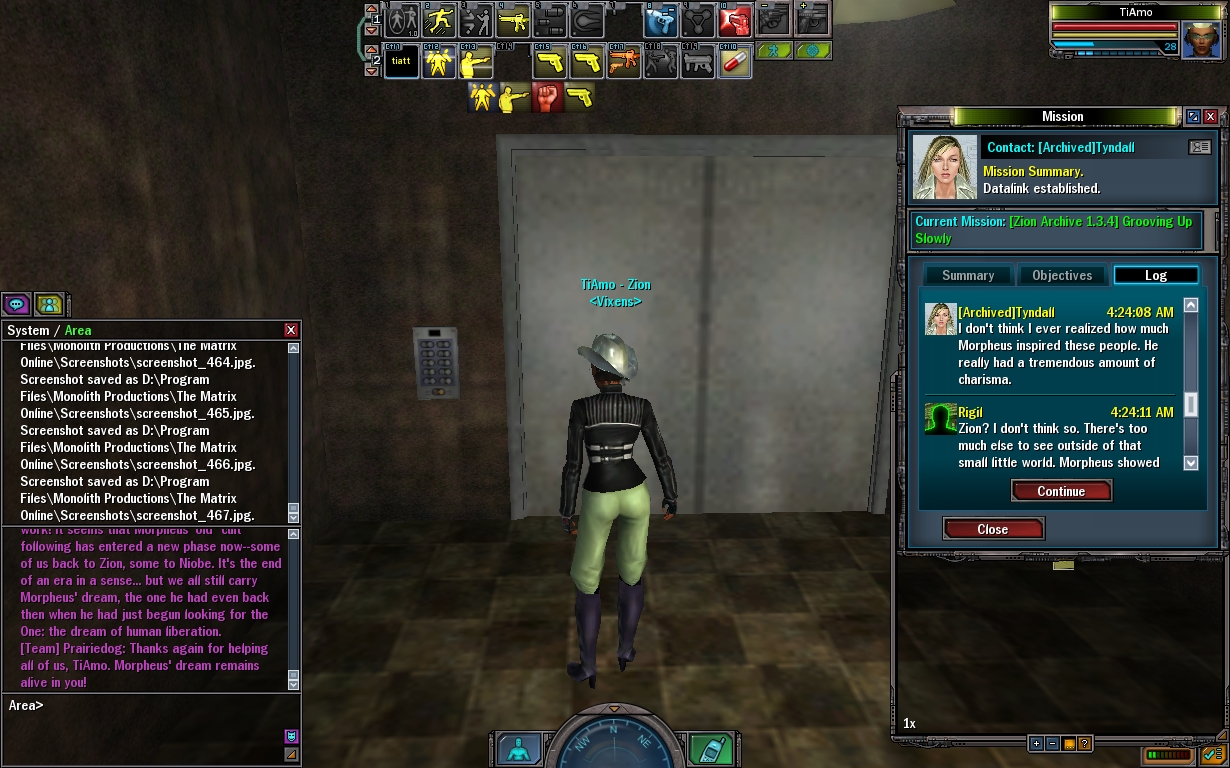 TiAmo
28
1
2
tiatt
Mission
Contact: [Archived]Tyndall
Mission Summary.
Datalink established.
Current Mission: [Zion Archive 1.3.4] Grooving Up
Slowly
Summary
Objectives
Log
[Archived]Tyndall 4:24:08 AM
I don't think I ever realized how much
Morpheus inspired these people. He
really had a tremendous amount of
charisma.
Rigil 4:24:11 AM
Zion? I don't think so. There's too
much else to me outside of that
small little world. Morpheus showed
Continue
Close
TiAmo - Zion
<Vixens>
System / Area
Files\Monolith Productions\The Matrix
Online\Screenshots\screenshot_464.jpg.
Screenshot saved as D:\Program
Files\Monolith Productions\The Matrix
Online\Screenshots\screenshot_465.jpg.
Screenshot saved as D:\Program
Files\Monolith Productions\The Matrix
Online\Screenshots\screenshot_466.jpg.
Screenshot saved as D:\Program
Files\Monolith Productions\The Matrix
Online\Screenshots\screenshot_467.jpg.
work! It seems that Morpheus' old "cult"
following has entered a new phase now--some
of us back to Zion, some to Niobe...it's the end
of an era in a sense... but we all still carry
Morpheus' dream, the one he had even back
then when he had just begun looking for the
One: the dream of human liberation.
[Team] Prairiedog: Thanks again for helping
all of us, TiAmo. Morpheus' dream remains
alive in you!
Area>
NW N NE
1x